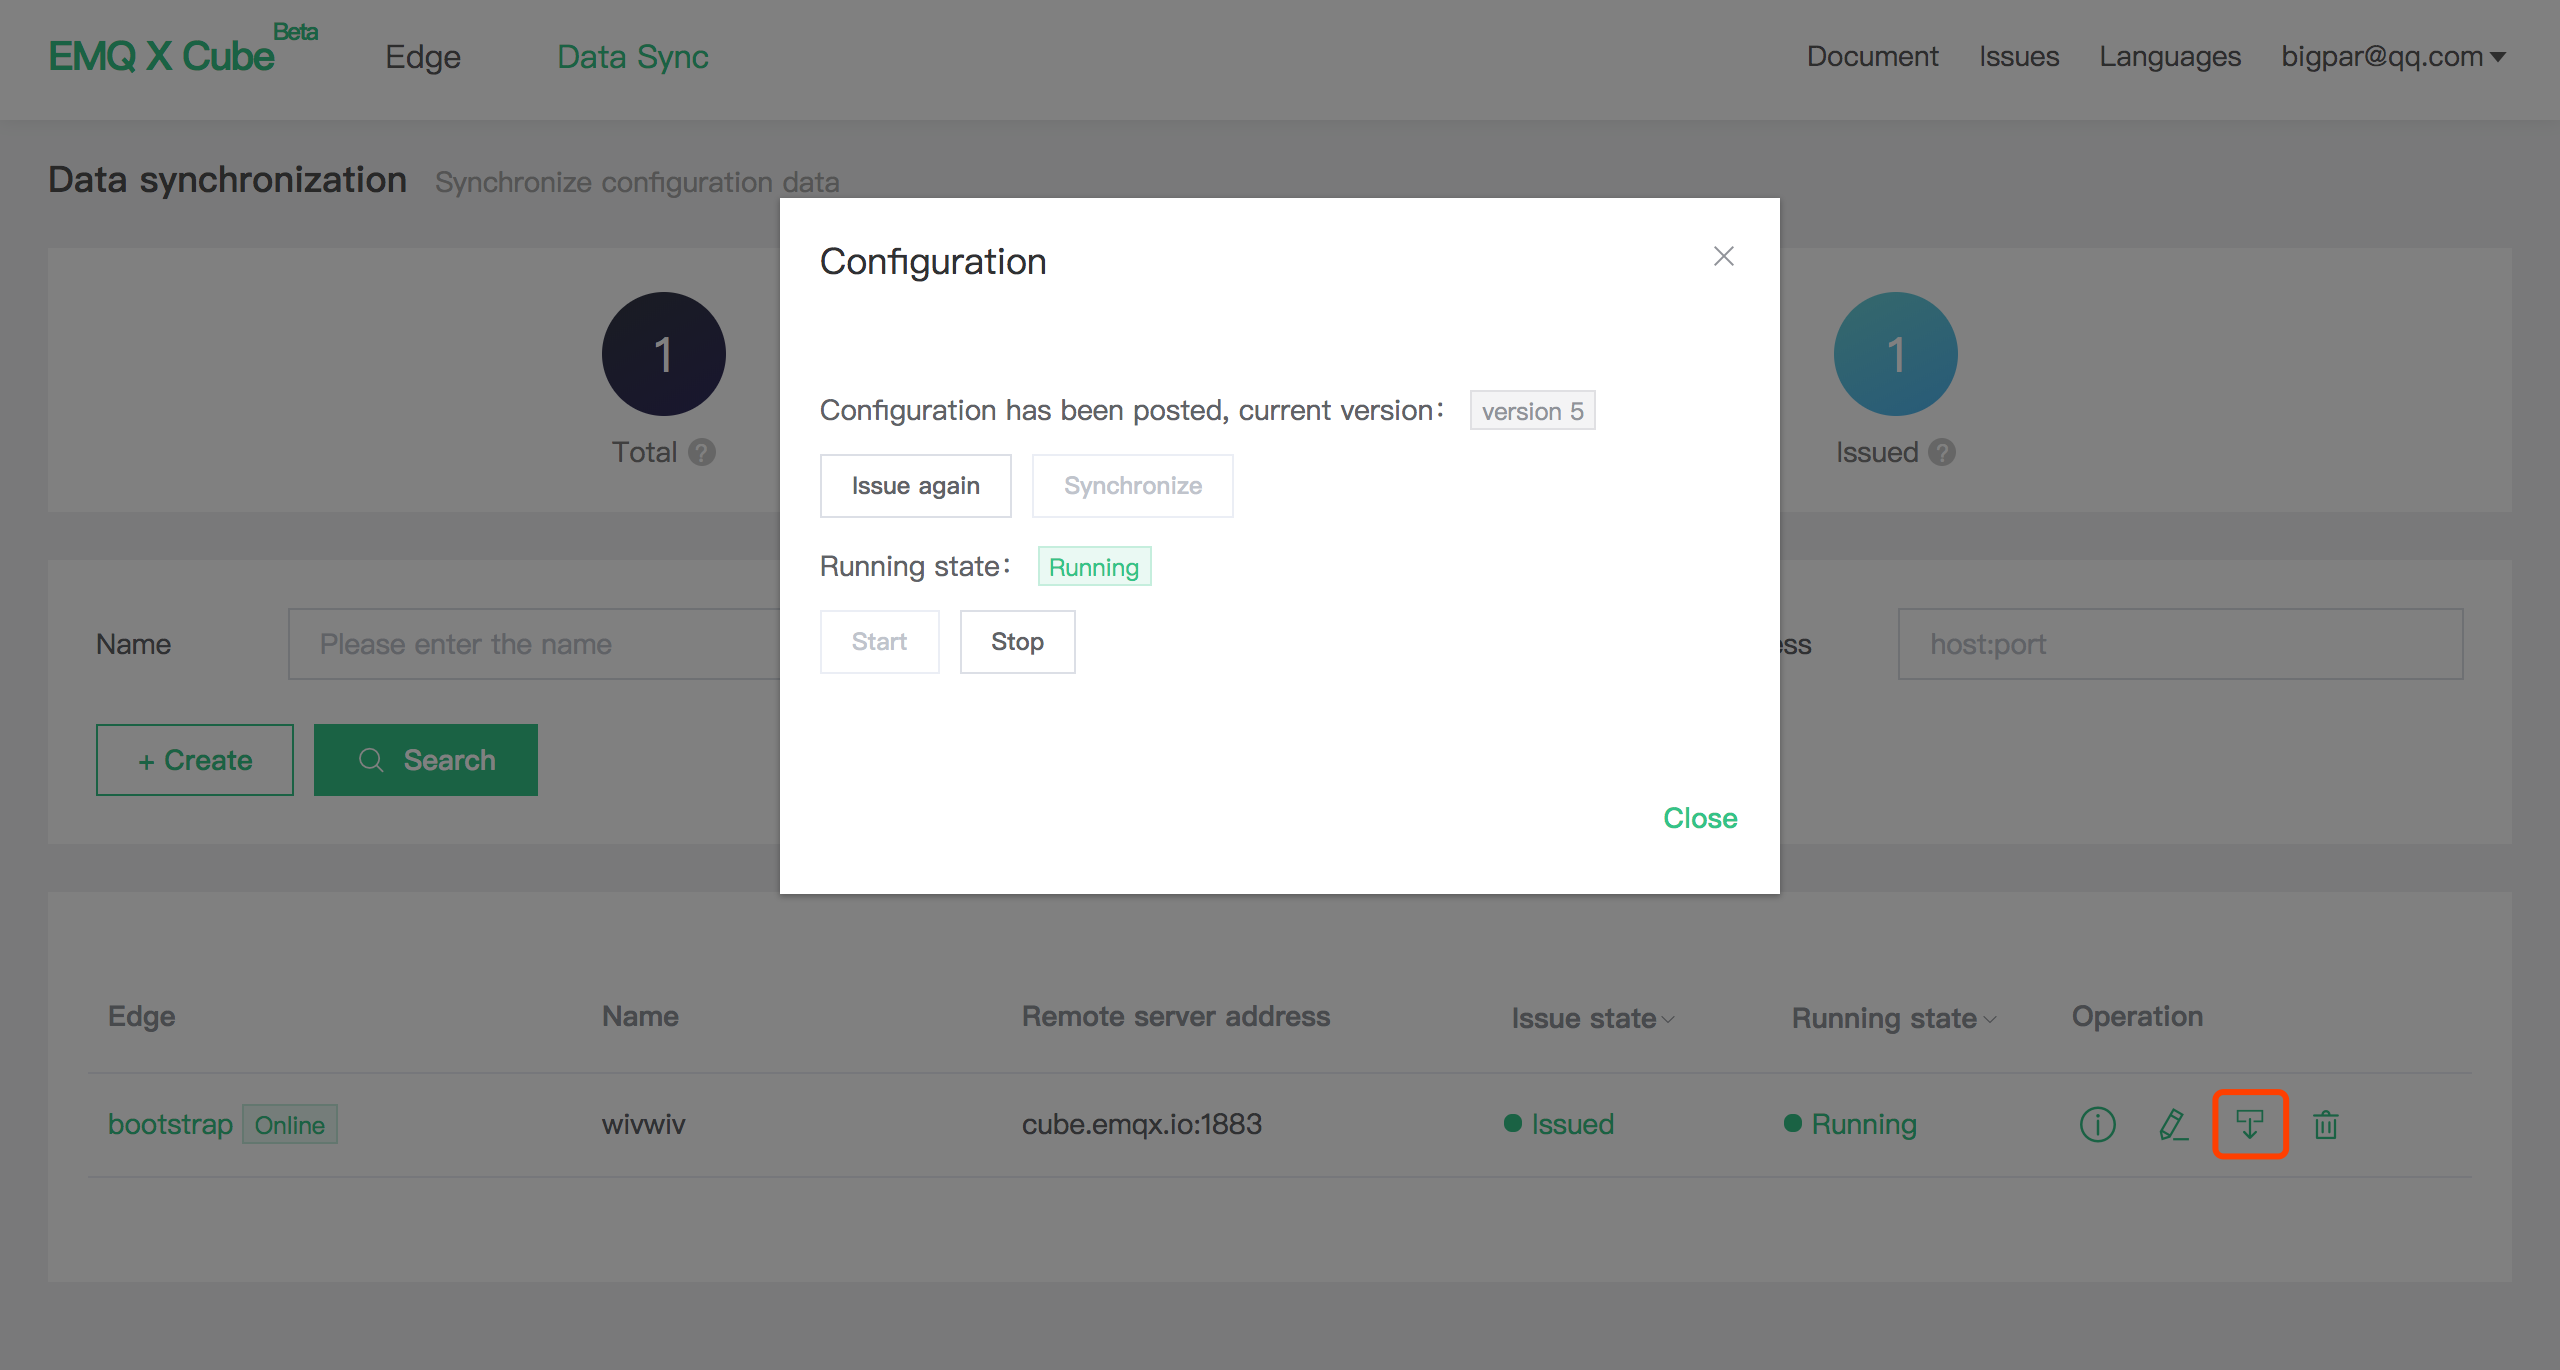 EMQ X Cube Beta Edge Data Sync Document Issues Languages bigpar@qq.com
Data synchronization Synchronize configuration data
Configuration
1 1
Total ? Issued ?
Configuration has been posted, current version: version 5
Issue again Synchronize
Running state: Running
Start Stop
Name Please enter the name ess host:port
+ Create Search
Close
Edge Name Remote server address Issue state Running state Operation
bootstrap Online wivwiv cube.emqx.io:1883 Issued Running